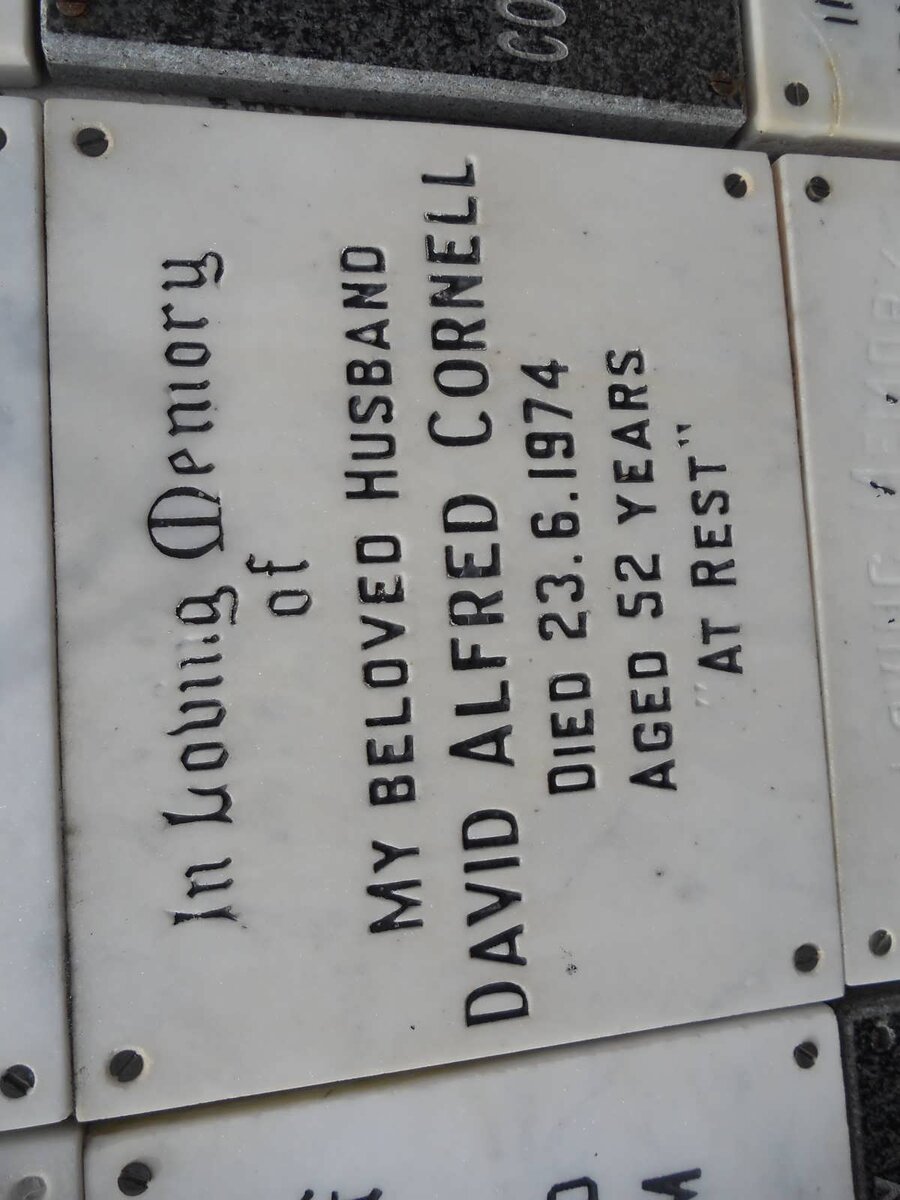 In Loving Memory
of
MY BELOVED HUSBAND
DAVID ALFRED CORNELL
DIED 23.6.1974
AGED 52 YEARS
"AT REST"